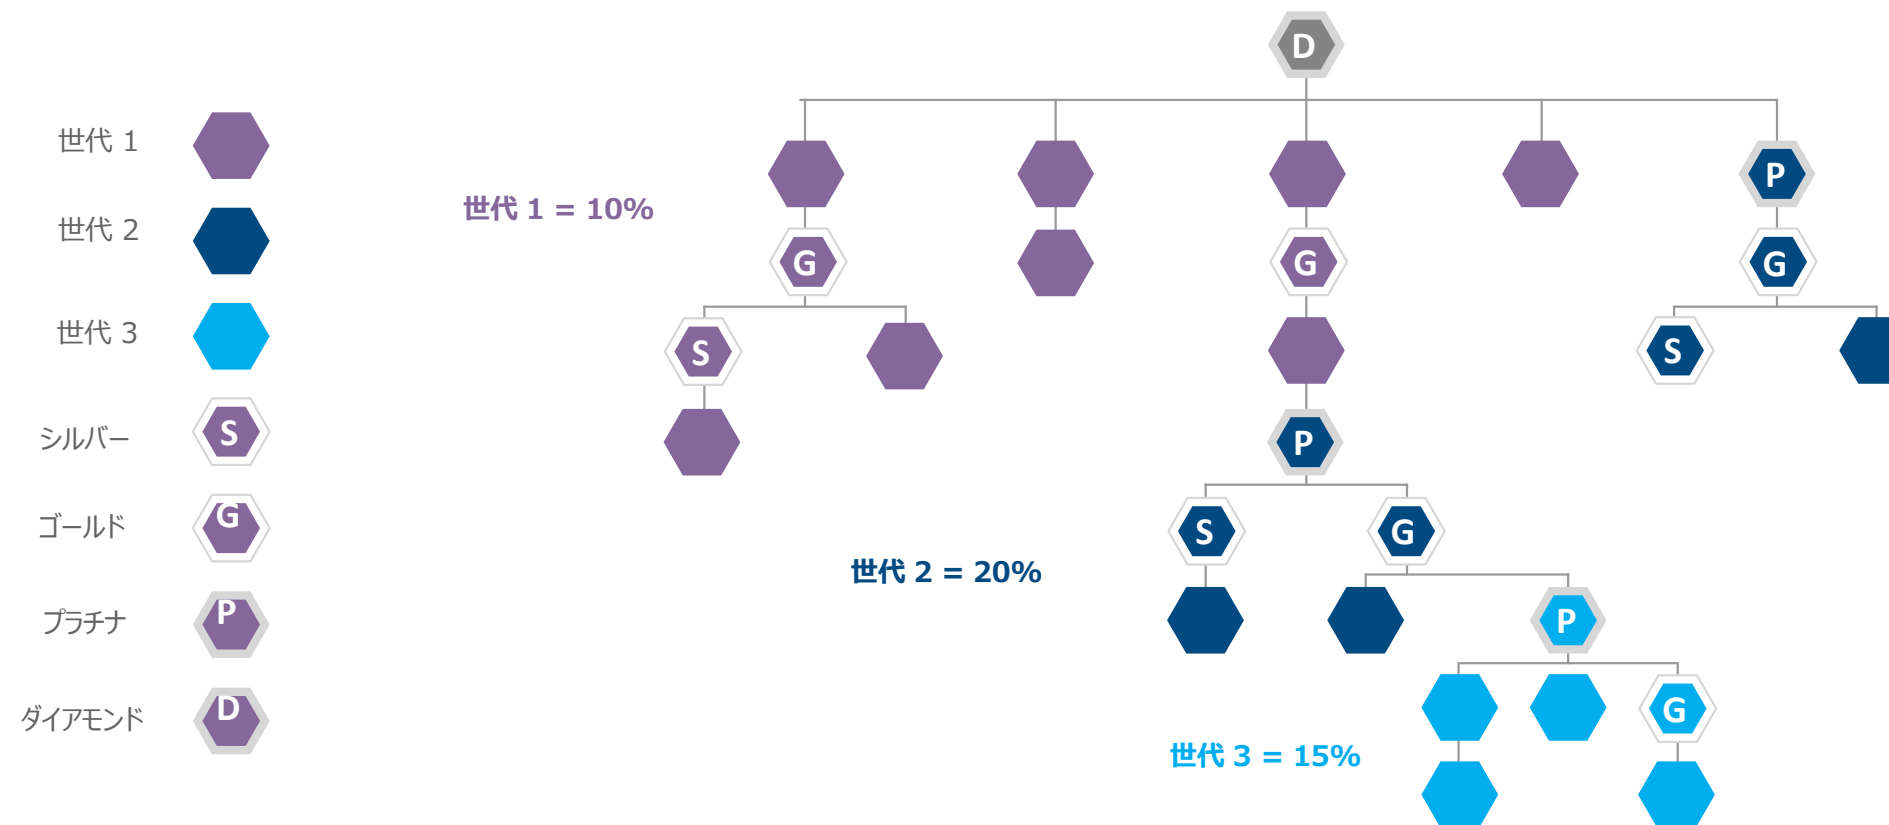 世代 1
世代 2
世代 3
シルバー S
ゴールド G
プラチナ P
ダイアモンド D
D
P
世代 1 = 10%
G G G
S S
P
S G
世代 2 = 20%
P
G
世代 3 = 15%